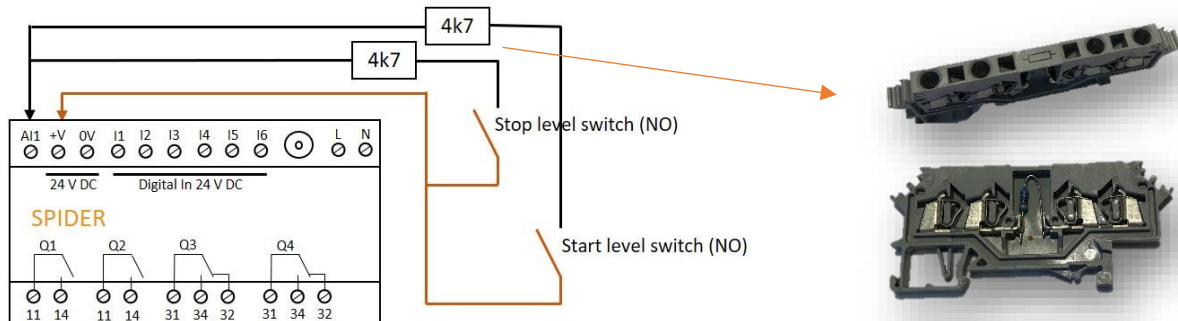 4k7
4k7
Stop level switch (NO)
AI1 +V 0V I1 I2 I3 I4 I5 I6 L N
24 V DC Digital In 24 V DC
SPIDER
Start level switch (NO)
Q1 Q2 Q3 Q4
11 14 11 14 31 34 32 31 34 32